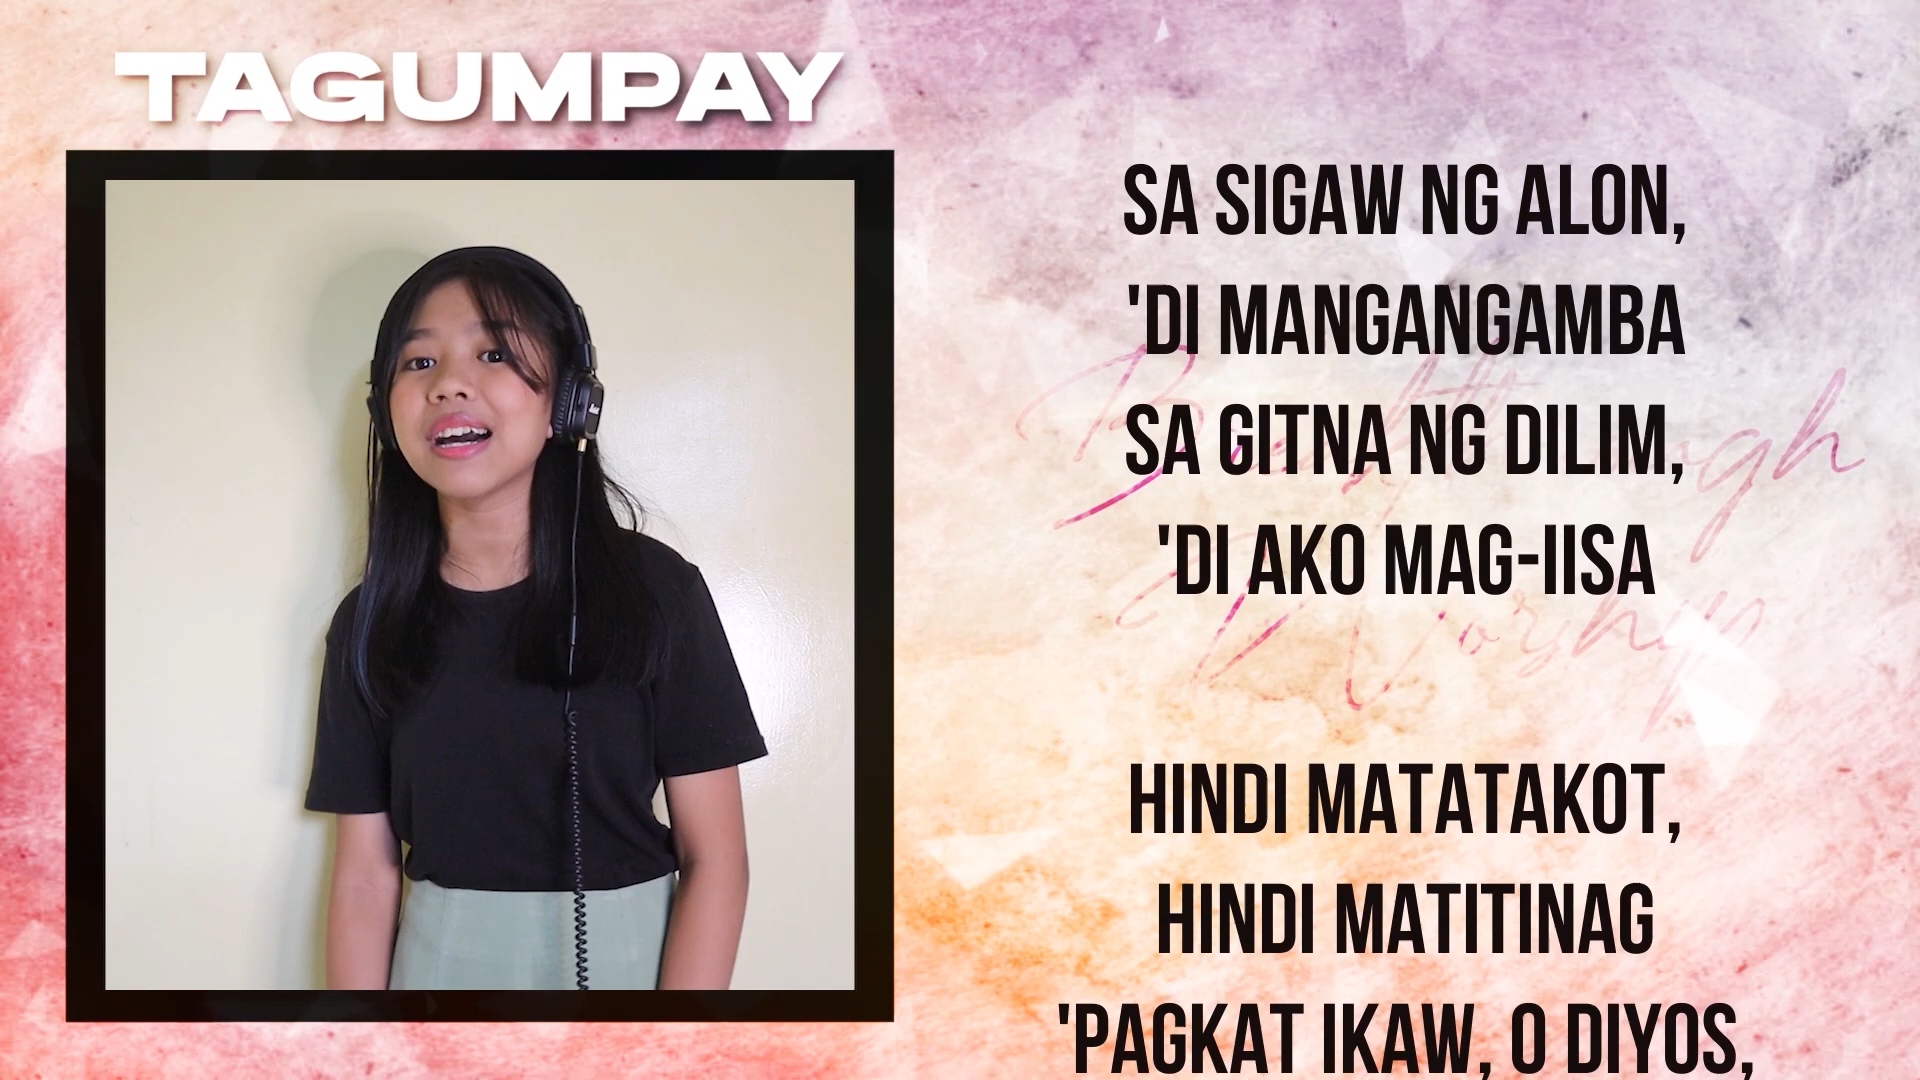 TAGUMPAY
SA SIGAW NG ALON,
'DI MANGANGAMBA
SA GITNA NG DILIM,
'DI AKO MAG-IISA
HINDI MATATAKOT,
HINDI MATITINAG
'PAGKAT IKAW, O DIYOS,
Worship